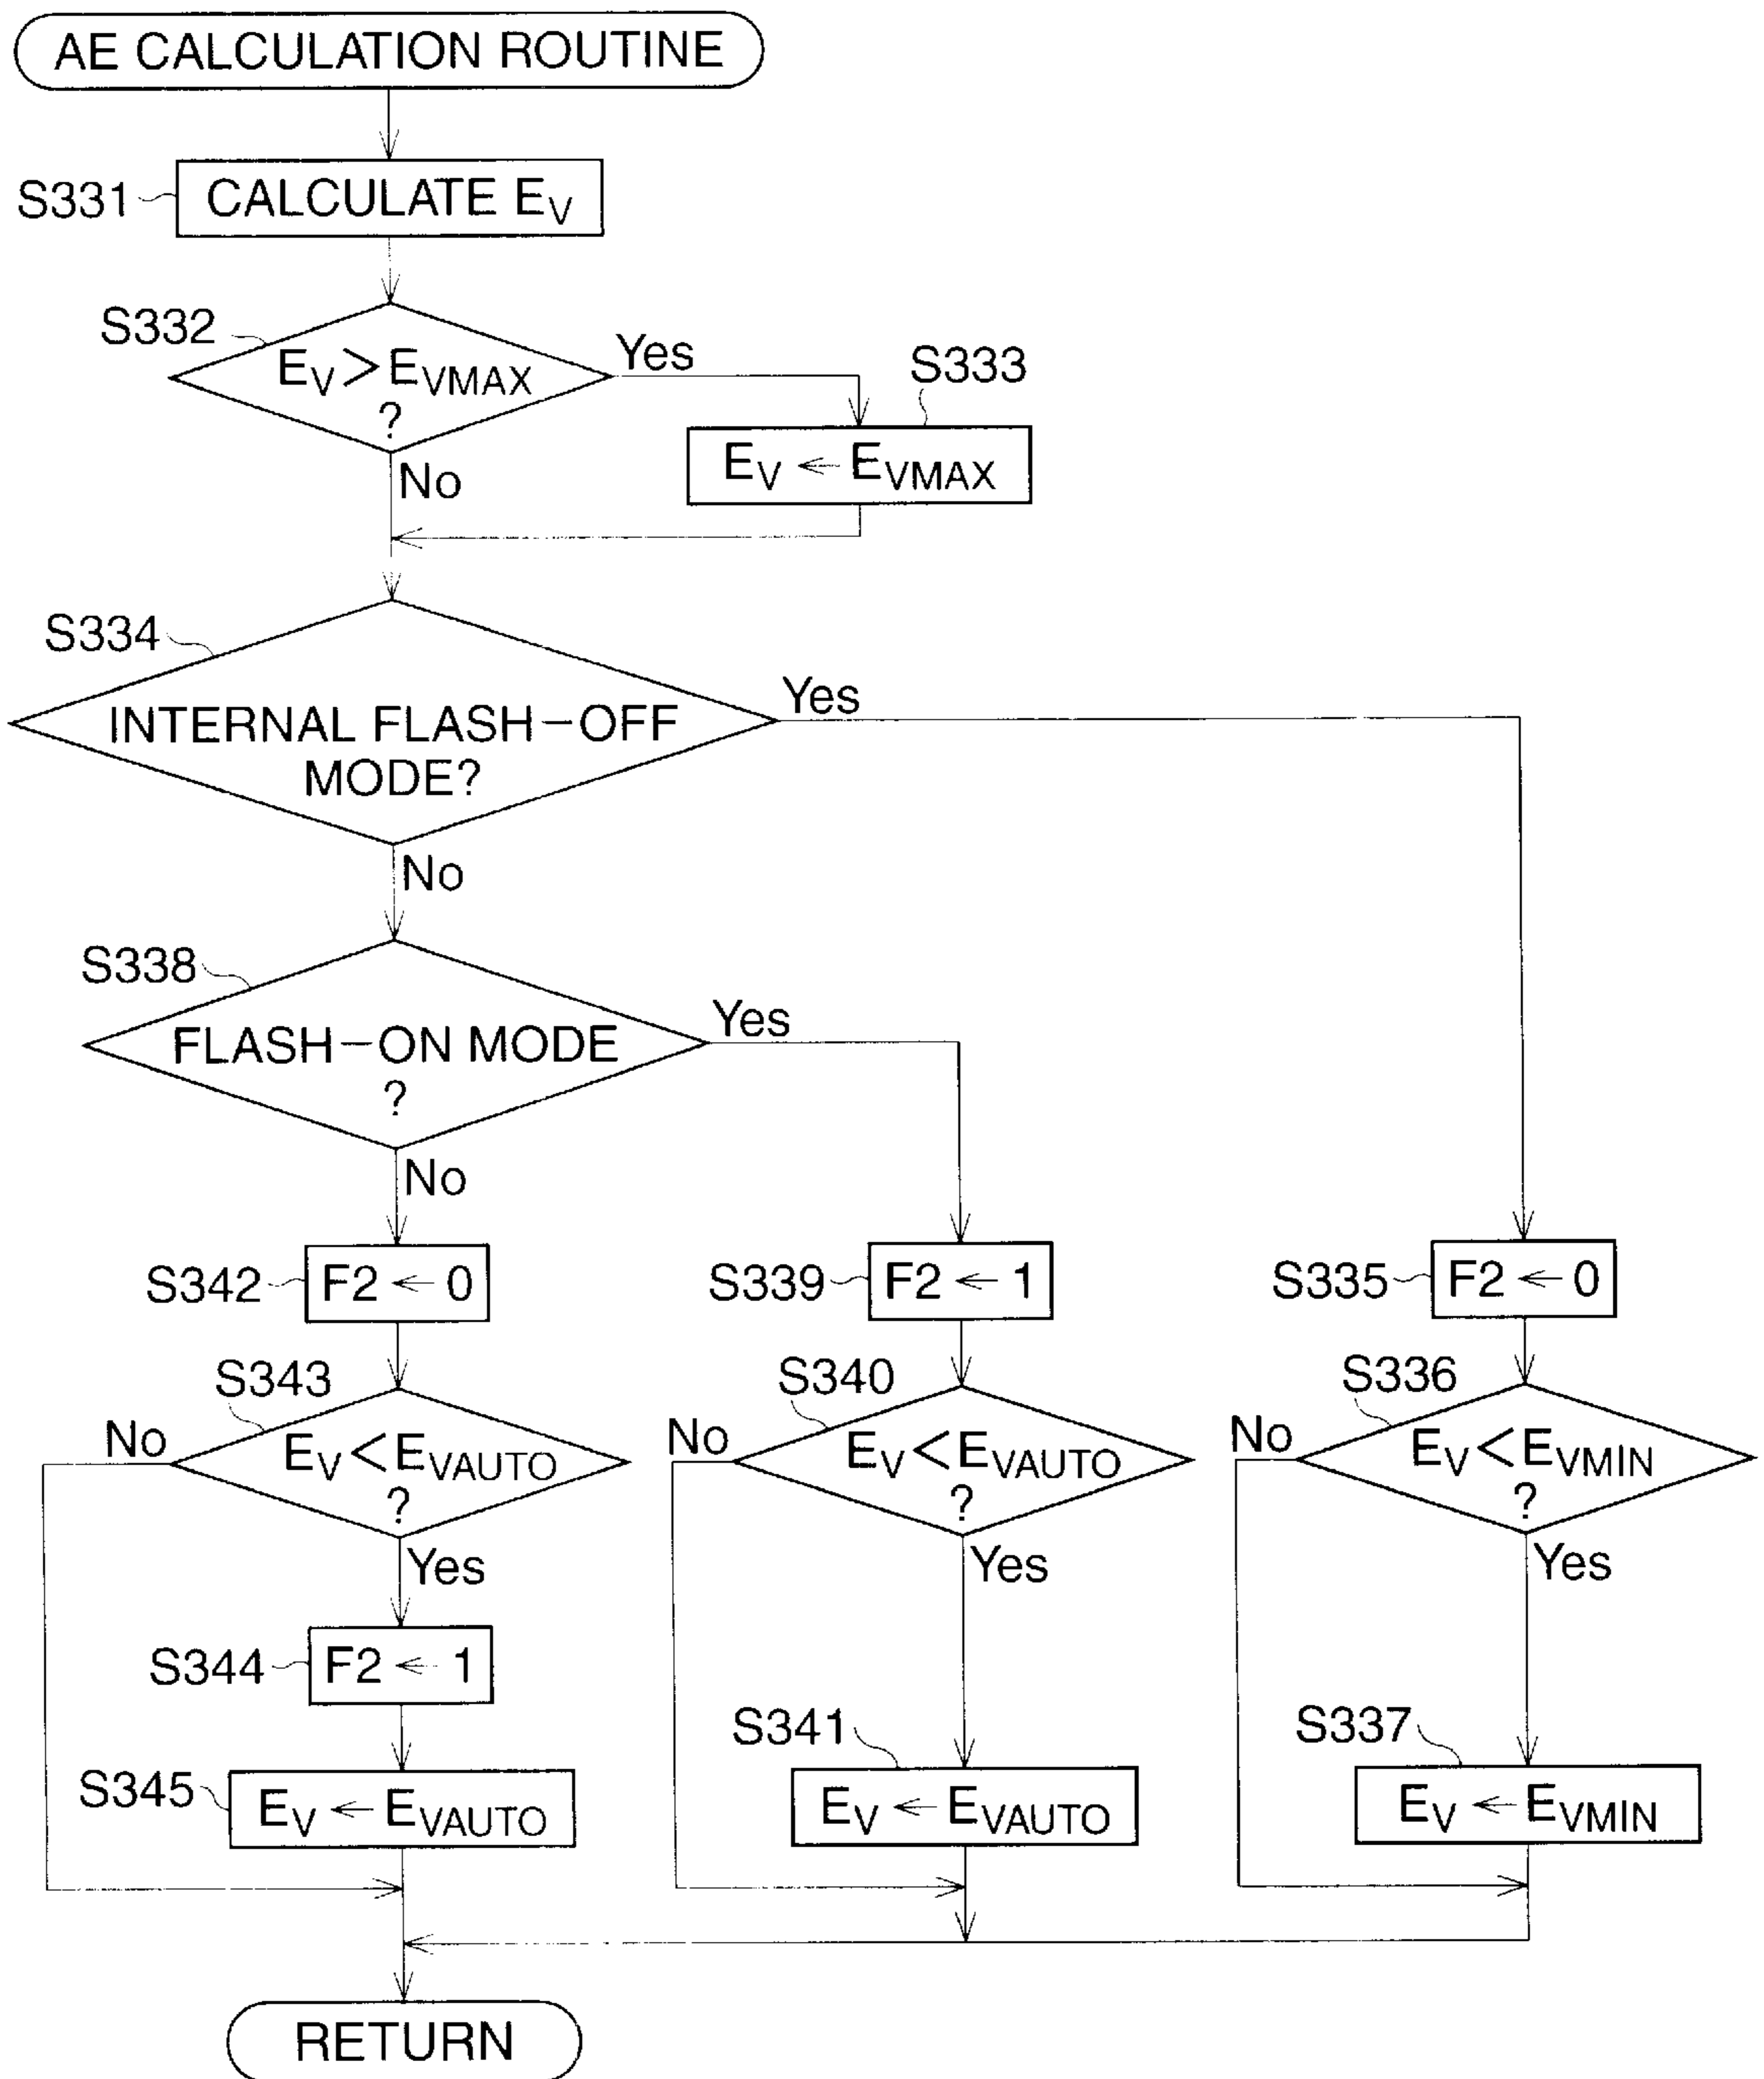 AE CALCULATION ROUTINE
S331
CALCULATE EV
S332
EV > EVMAX
?
Yes
S333
EV ← EVMAX
No
S334
INTERNAL FLASH-OFF
MODE?
Yes
No
S338
FLASH-ON MODE
?
Yes
No
S342
F2 ← 0
S339
F2 ← 1
S335
F2 ← 0
S343
EV < EVAUTO
?
No
Yes
S340
EV < EVAUTO
?
No
Yes
S336
EV < EVMIN
?
No
Yes
S344
F2 ← 1
S345
EV ← EVAUTO
S341
EV ← EVAUTO
S337
EV ← EVMIN
RETURN